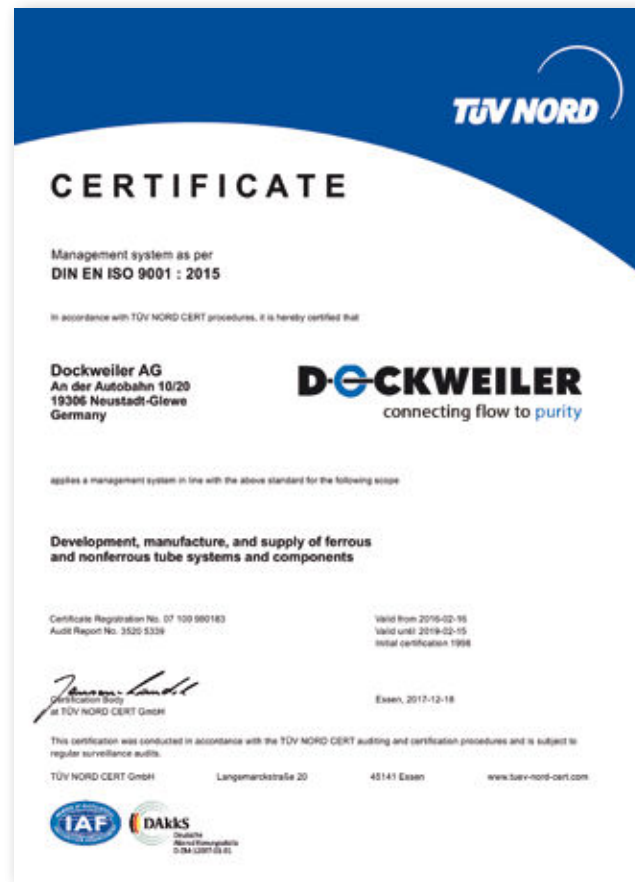 TÜV NORD
CERTIFICATE
Management system as per
DIN EN ISO 9001 : 2015
In accordance with TÜV NORD CERT procedures, it is hereby certified that
Dockweiler AG
An der Autobahn 10/20
19306 Neustadt-Glewe
Germany
DOCKWEILER
connecting flow to purity
applies a management system in line with the above standard for the following scope
Development, manufacture, and supply of ferrous
and nonferrous tube systems and components
Certificate Registration No. 07 100 980183
Audit Report No. 3520 5339
Valid from 2016-02-16
Valid until 2019-02-15
Initial certification 1998
Certification Body
at TÜV NORD CERT GmbH
Essen, 2017-12-18
This certification was conducted in accordance with the TÜV NORD CERT auditing and certification procedures and is subject to
regular surveillance audits.
TÜV NORD CERT GmbH Langemarckstraße 20 45141 Essen www.tuev-nord-cert.com
IAF
DAkkS
Deutsche
Akkreditierungsstelle